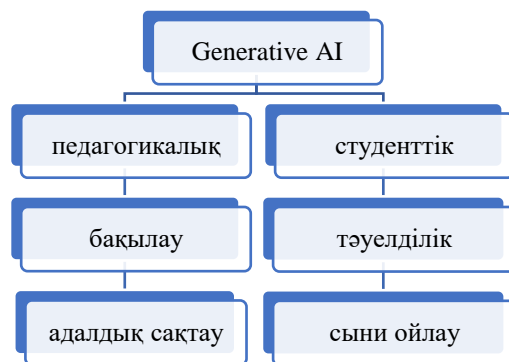 Generative AI
педагогикалық
студенттік
бақылау
тәуелділік
адалдық сақтау
сыни ойлау